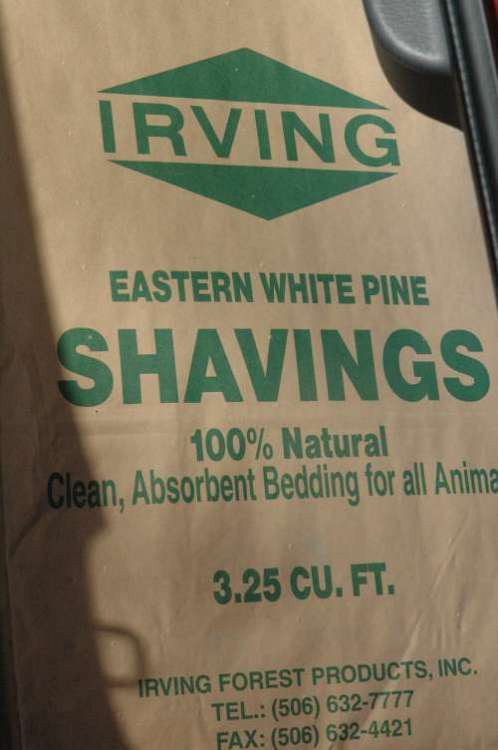 IRVING
EASTERN WHITE PINE
SHAVINGS
100% Natural
Clean, Absorbent Bedding for all Anima
3.25 CU. FT.
IRVING FOREST PRODUCTS, INC.
TEL.: (506) 632-7777
FAX: (506) 632-4421